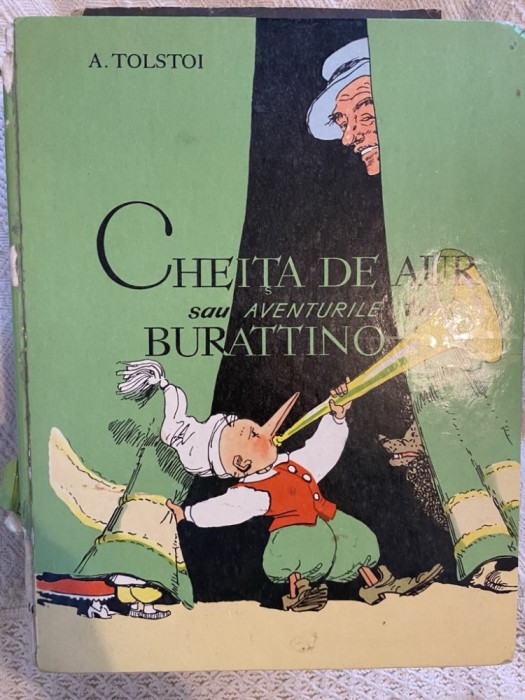 A. TOLSTOI
CHEIȚA DE AUR
sau AVENTURILE
BURATTINO